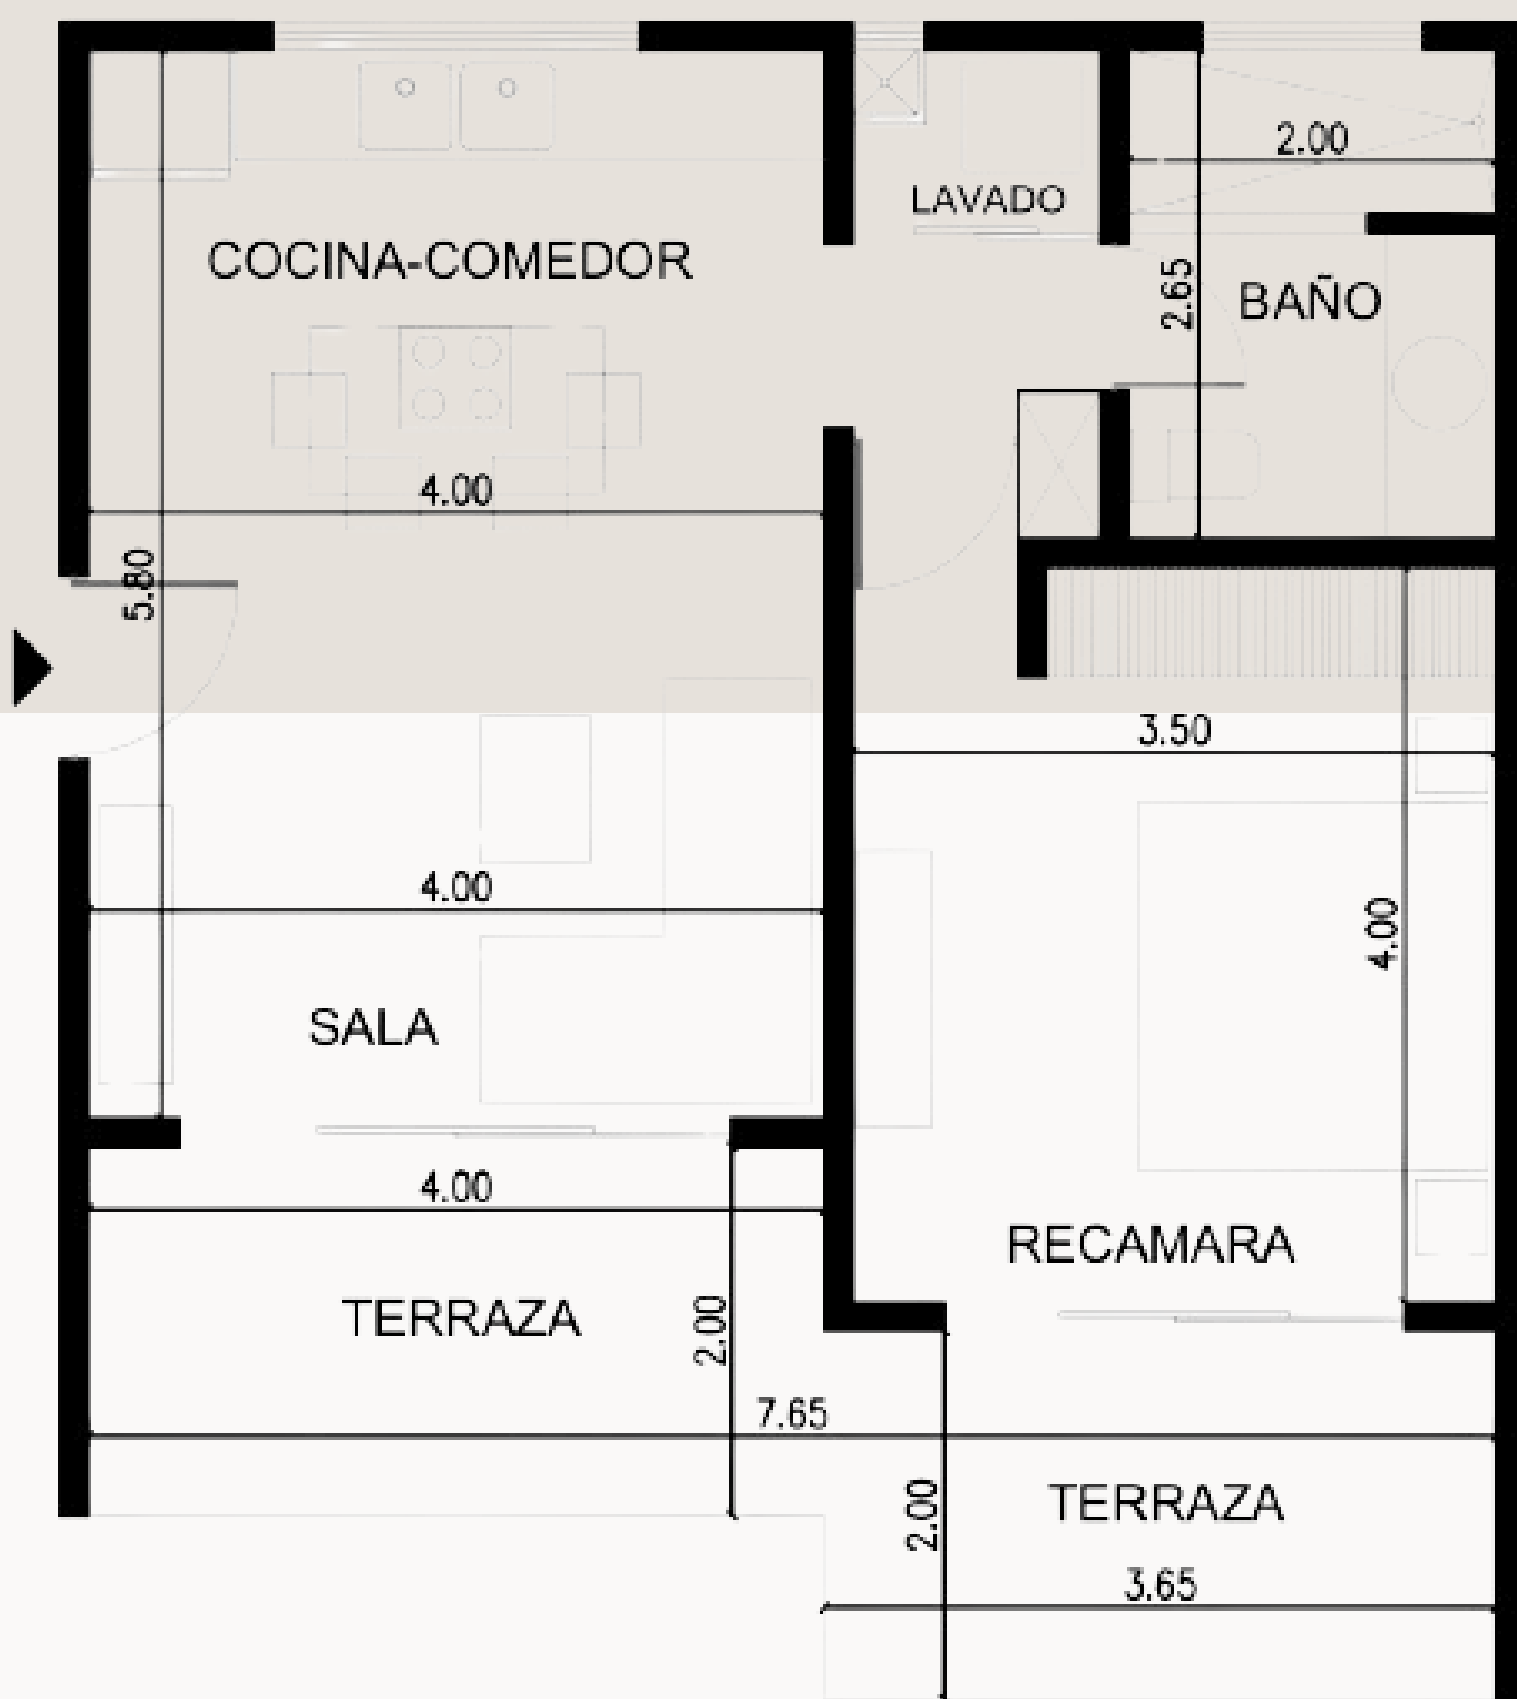 2.00
LAVADO
COCINA-COMEDOR
2.65
BAÑO
4.00
5.80
3.50
4.00
4.00
SALA
4.00
RECAMARA
TERRAZA
2.00
7.65
2.00
TERRAZA
3.65